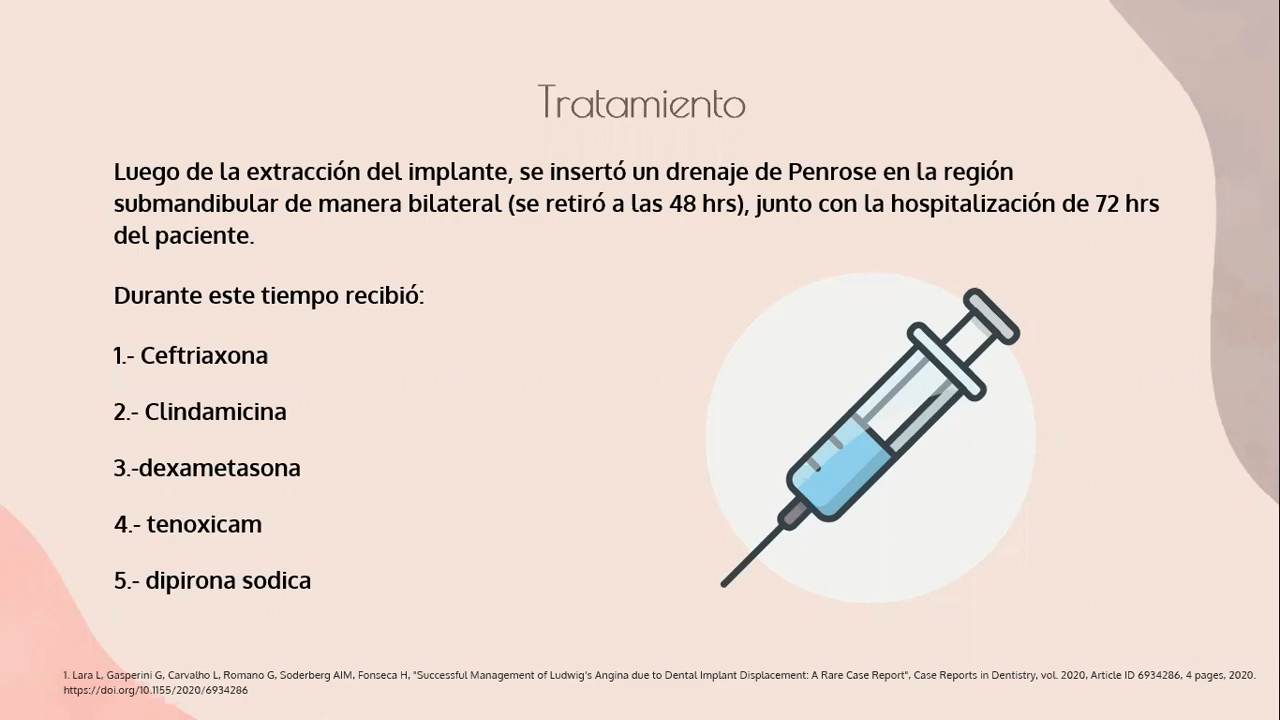 Tratamiento
Luego de la extracción del implante, se insertó un drenaje de Penrose en la región
submandibular de manera bilateral (se retiró a las 48 hrs), junto con la hospitalización de 72 hrs
del paciente.
Durante este tiempo recibió:
1.- Ceftriaxona
2.- Clindamicina
3.-dexametasona
4.- tenoxicam
5.- dipirona sodica
1. Lara L, Gasperini G, Carvalho L, Romano G, Soderberg AIM, Fonseca H, "Successful Management of Ludwig's Angina due to Dental Implant Displacement: A Rare Case Report", Case Reports in Dentistry, vol. 2020, Article ID 6934286, 4 pages, 2020.
https://doi.org/10.1155/2020/6934286